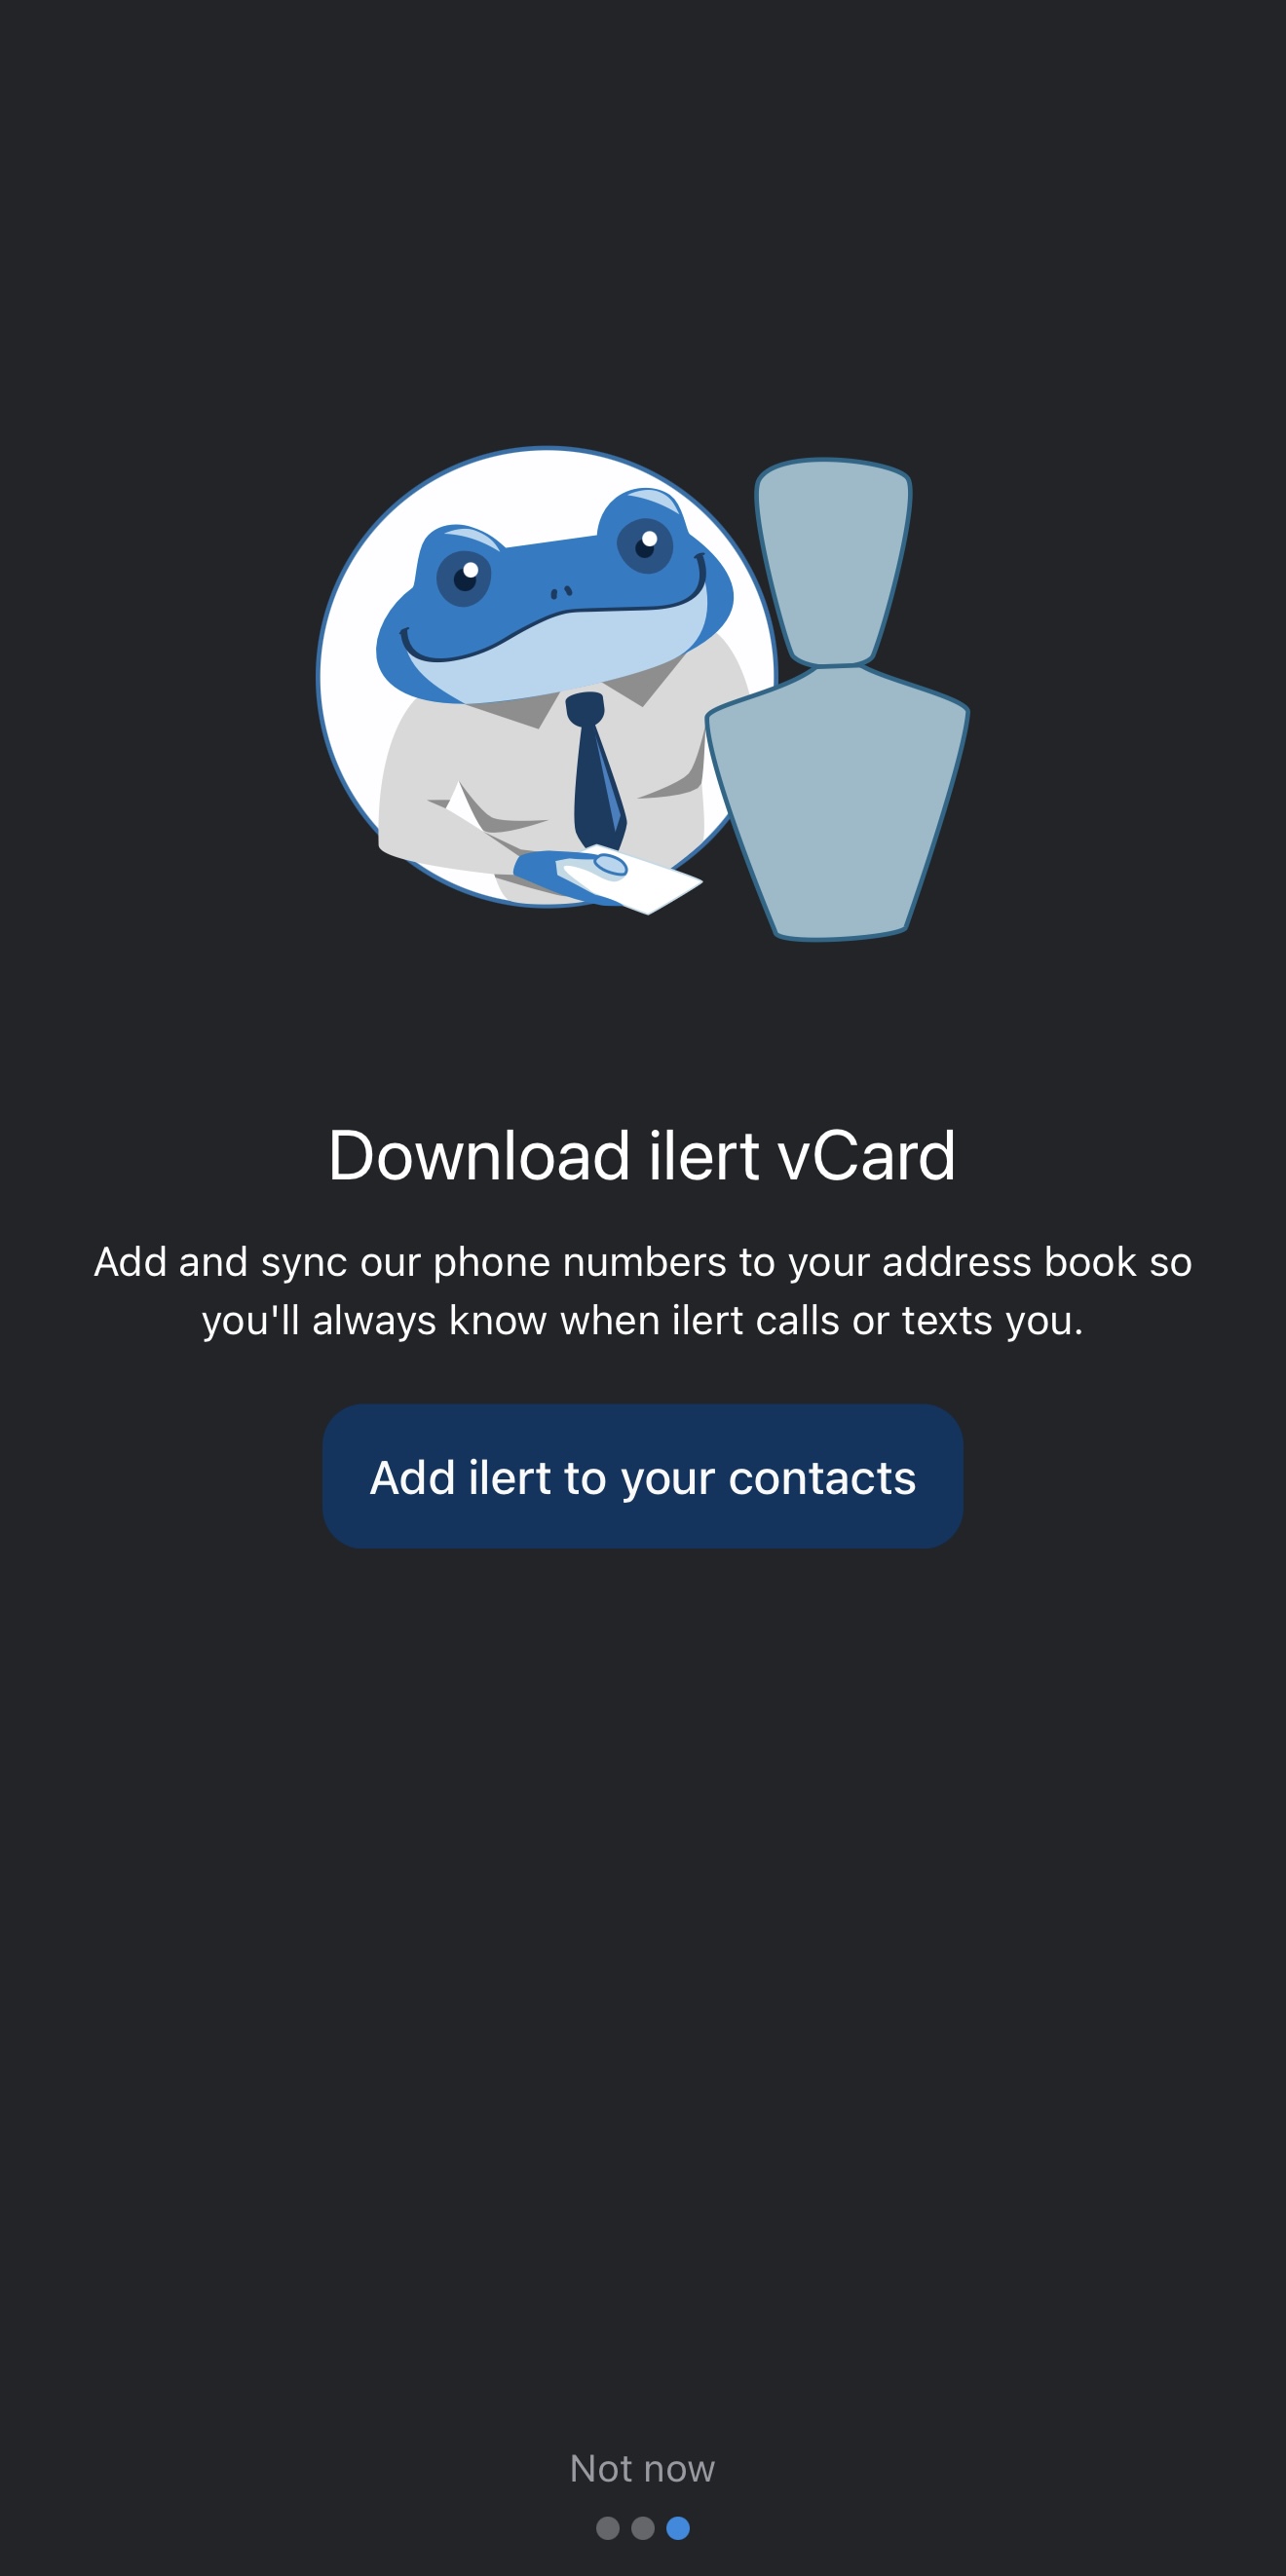 Download ilert vCard
Add and sync our phone numbers to your address book so
you'll always know when ilert calls or texts you.
Add ilert to your contacts
Not now